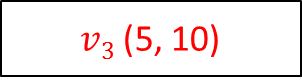 v₃ (5, 10)